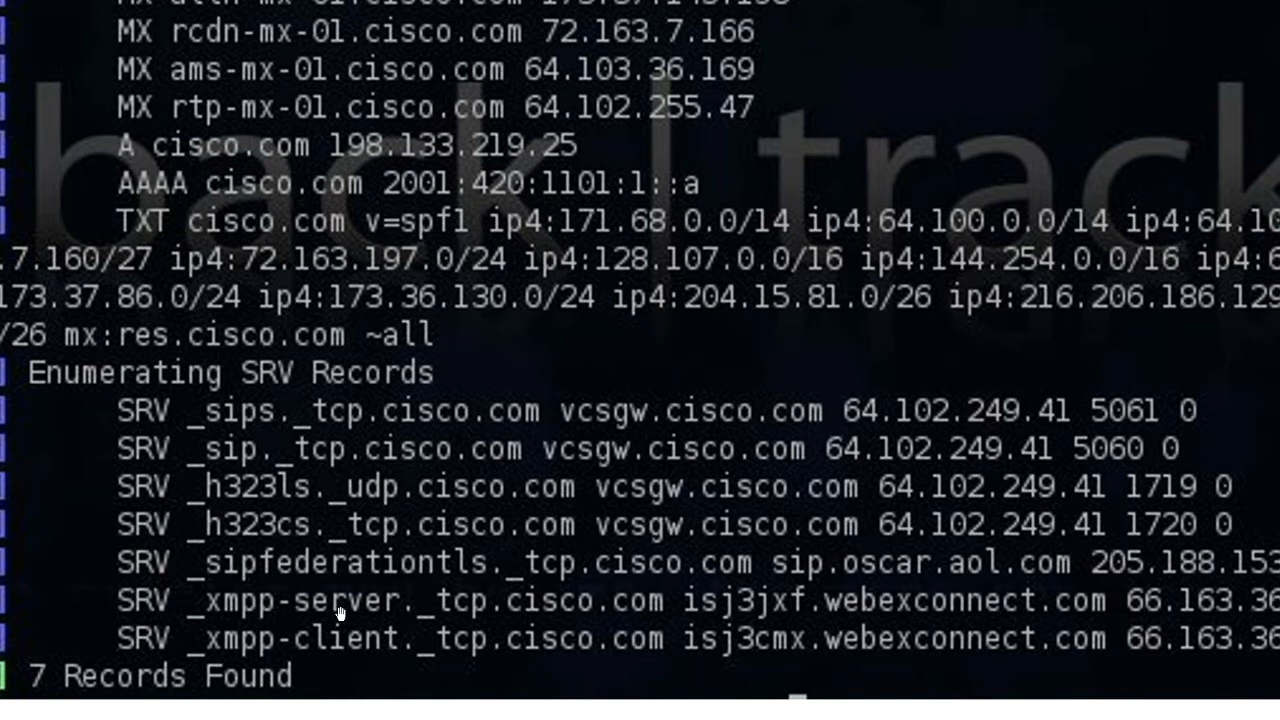 MX rcdn-mx-01.cisco.com 72.163.7.166
MX ams-mx-01.cisco.com 64.103.36.169
MX rtp-mx-01.cisco.com 64.102.255.47
A cisco.com 198.133.219.25
AAAA cisco.com 2001:420:1101:1::a
TXT cisco.com v=spf1 ip4:171.68.0.0/14 ip4:64.100.0.0/14 ip4:64.10
.7.160/27 ip4:72.163.197.0/24 ip4:128.107.0.0/16 ip4:144.254.0.0/16 ip4:6
173.37.86.0/24 ip4:173.36.130.0/24 ip4:204.15.81.0/26 ip4:216.206.186.129
/26 mx:res.cisco.com ~all
Enumerating SRV Records
SRV _sips._tcp.cisco.com vcsgw.cisco.com 64.102.249.41 5061 0
SRV _sip._tcp.cisco.com vcsgw.cisco.com 64.102.249.41 5060 0
SRV _h323ls._udp.cisco.com vcsgw.cisco.com 64.102.249.41 1719 0
SRV _h323cs._tcp.cisco.com vcsgw.cisco.com 64.102.249.41 1720 0
SRV _sipfederationtls._tcp.cisco.com sip.oscar.aol.com 205.188.153
SRV _xmpp-server._tcp.cisco.com isj3jxf.webexconnect.com 66.163.36
SRV _xmpp-client._tcp.cisco.com isj3cmx.webexconnect.com 66.163.36
7 Records Found
back | track